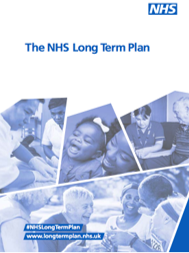 NHS
The NHS Long Term Plan
#NHSLongTermPlan
www.longtermplan.nhs.uk